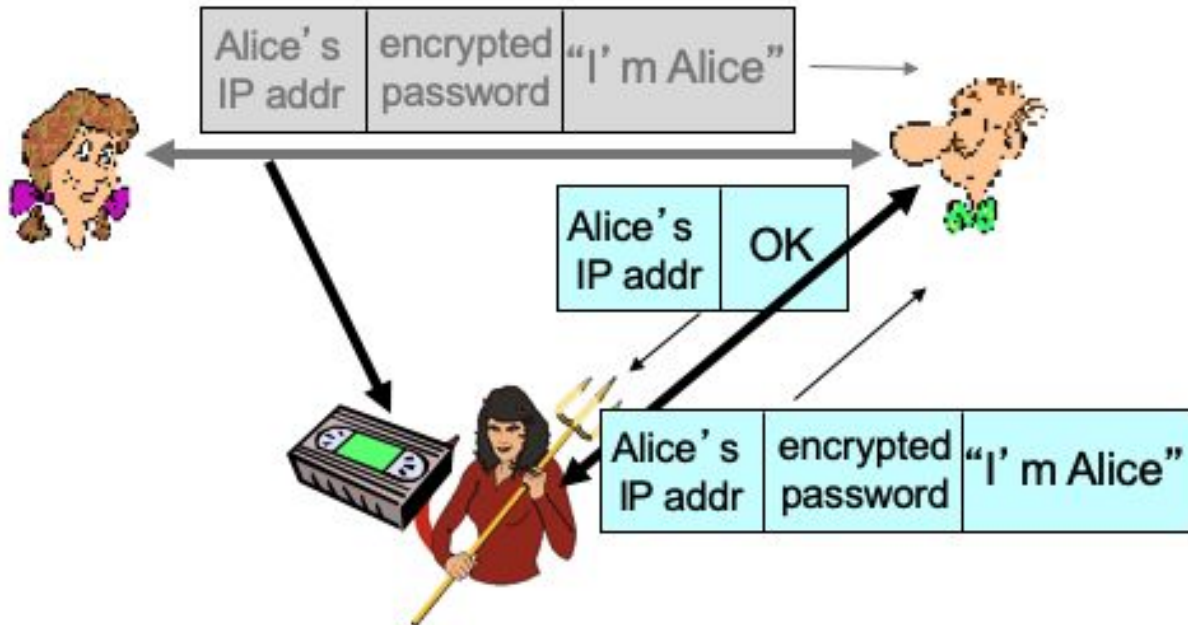 Alice's
IP addr
encrypted
password
“I'm Alice”
Alice's
IP addr
OK
Alice's
IP addr
encrypted
password
“I'm Alice”